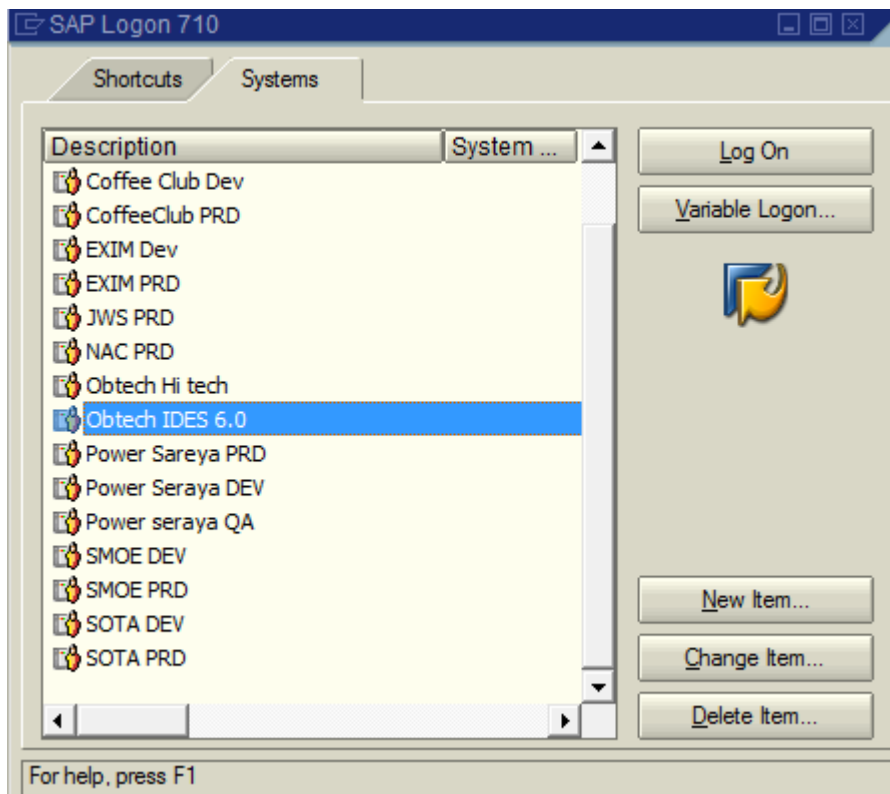 SAP Logon 710
Shortcuts Systems
Description System ...
Coffee Club Dev
CoffeeClub PRD
EXIM Dev
EXIM PRD
JWS PRD
NAC PRD
Obtech Hi tech
Obtech IDES 6.0
Power Sareya PRD
Power Seraya DEV
Power seraya QA
SMOE DEV
SMOE PRD
SOTA DEV
SOTA PRD
Log On
Variable Logon...
New Item...
Change Item...
Delete Item...
For help, press F1